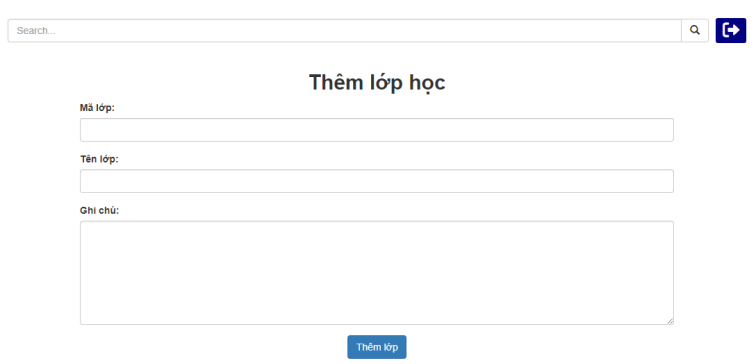 Search...
Thêm lớp học
Mã lớp:
Tên lớp:
Ghi chú:
Thêm lớp